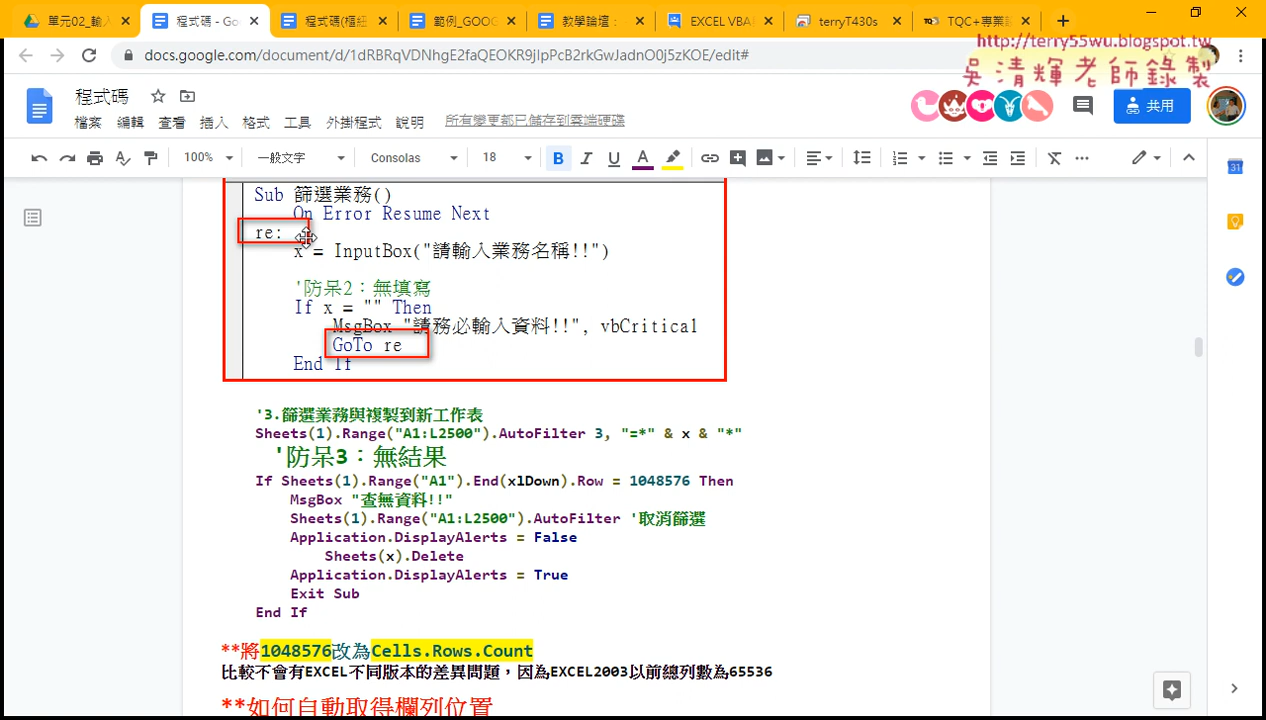 單元02_輸入
程式碼 - Go
程式碼(樞紐
範例_GOOG
教學論壇：
EXCEL VBA
terryT430s
TQC+專業
docs.google.com/document/d/1dRBRqVDNhgE2faQEOKR9jIpPcB2rkGwJadnO0j5zKOE/edit#
http://terry55wu.blogspot.tw
吳清輝老師錄製
程式碼
檔案 編輯 查看 插入 格式 工具 外掛程式 說明 所有變更都已儲存到雲端硬碟
共用
100% 一般文字 Consolas 18 B I U A
31
Sub 篩選業務()
On Error Resume Next
re:
x = InputBox("請輸入業務名稱!!")
'防呆2：無填寫
If x = "" Then
MsgBox "請務必輸入資料!!", vbCritical
GoTo re
End If
'3.篩選業務與複製到新工作表
Sheets(1).Range("A1:L2500").AutoFilter 3, "=*" & x & "*"
'防呆3：無結果
If Sheets(1).Range("A1").End(xlDown).Row = 1048576 Then
MsgBox "查無資料!!"
Sheets(1).Range("A1:L2500").AutoFilter '取消篩選
Application.DisplayAlerts = False
Sheets(x).Delete
Application.DisplayAlerts = True
Exit Sub
End If
**將1048576改為Cells.Rows.Count
比較不會有EXCEL不同版本的差異問題，因為EXCEL2003以前總列數為65536
**如何自動取得欄列位置